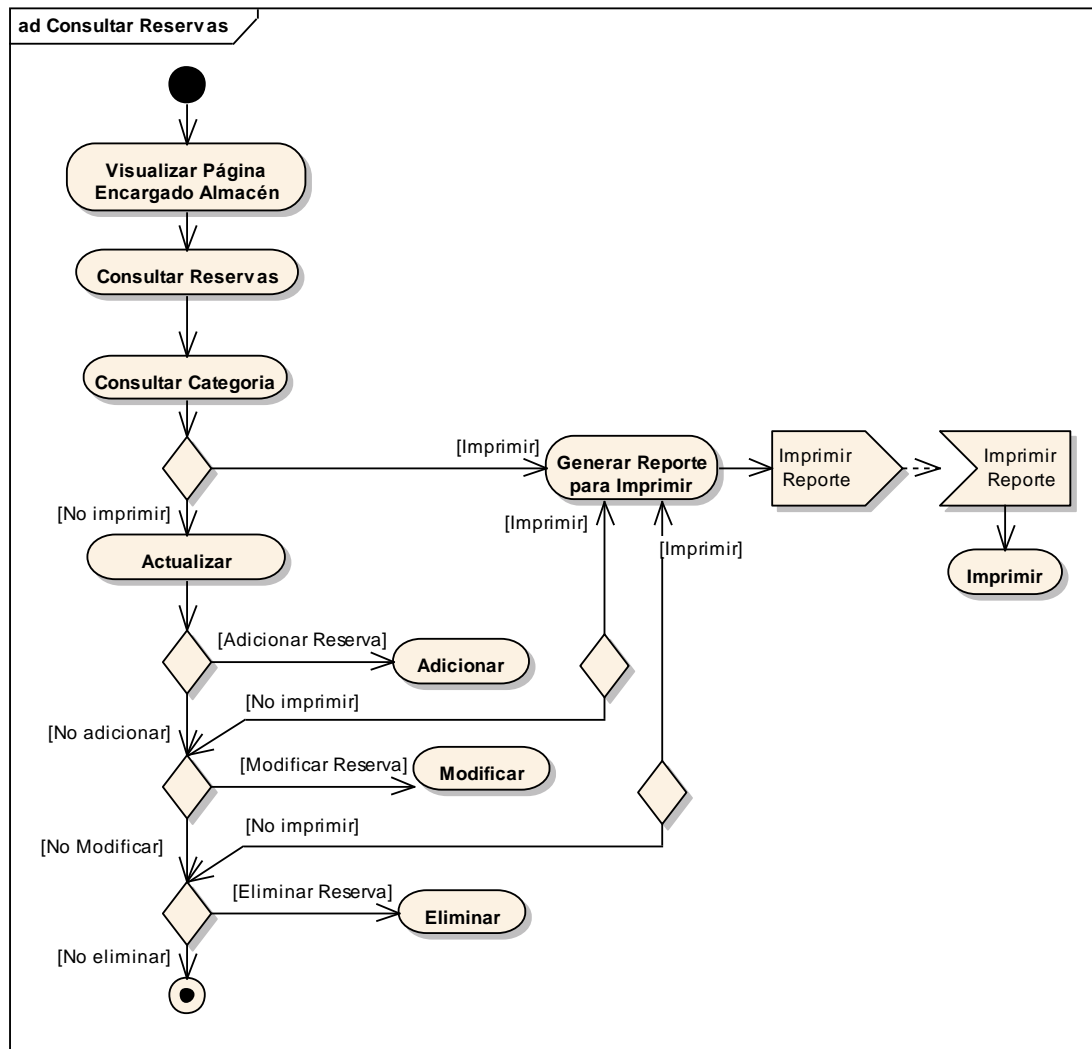 ad Consultar Reservas
Visualizar Página
Encargado Almacén
Consultar Reservas
Consultar Categoria
[Imprimir]
Generar Reporte
para Imprimir
Imprimir
Reporte
Imprimir
Reporte
[No imprimir]
[Imprimir]
[Imprimir]
Actualizar
Imprimir
[Adicionar Reserva]
Adicionar
[No imprimir]
[No adicionar]
[Modificar Reserva]
Modificar
[No imprimir]
[No Modificar]
[Eliminar Reserva]
Eliminar
[No eliminar]